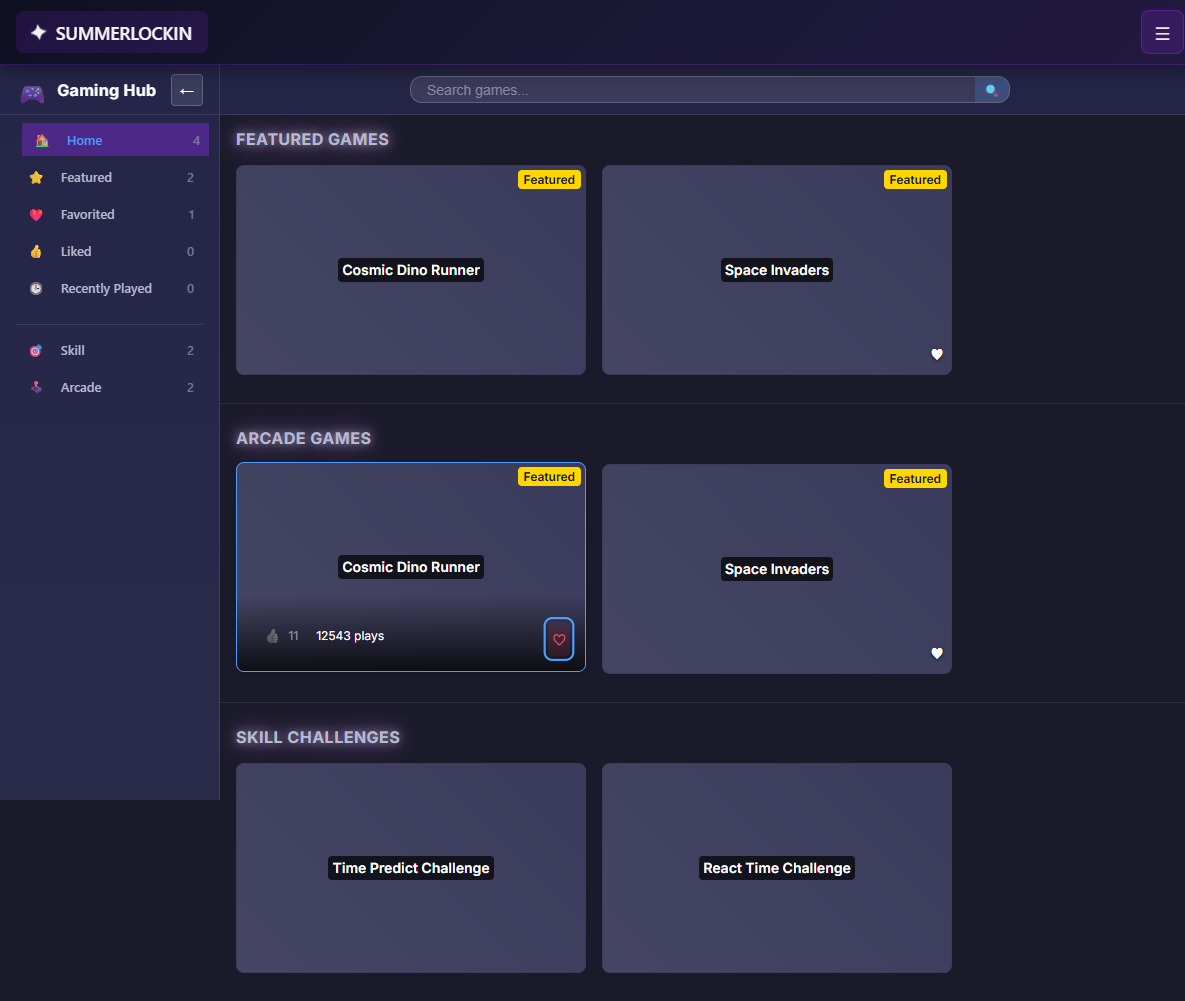 SUMMERLOCKIN
Gaming Hub
Search games...
Home 4
Featured 2
Favorited 1
Liked 0
Recently Played 0
Skill 2
Arcade 2
FEATURED GAMES
Featured
Cosmic Dino Runner
Featured
Space Invaders
ARCADE GAMES
Featured
Cosmic Dino Runner
11 12543 plays
Featured
Space Invaders
SKILL CHALLENGES
Time Predict Challenge
React Time Challenge